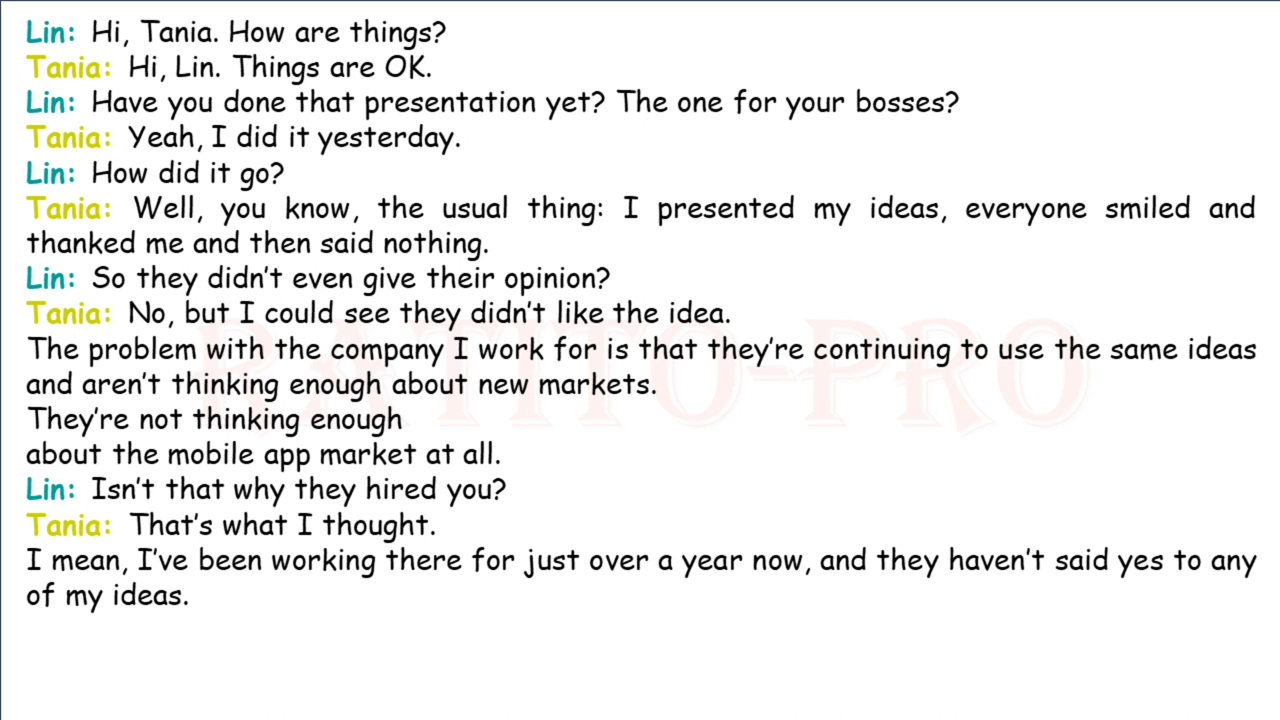 Lin: Hi, Tania. How are things?
Tania: Hi, Lin. Things are OK.
Lin: Have you done that presentation yet? The one for your bosses?
Tania: Yeah, I did it yesterday.
Lin: How did it go?
Tania: Well, you know, the usual thing: I presented my ideas, everyone smiled and
thanked me and then said nothing.
Lin: So they didn't even give their opinion?
Tania: No, but I could see they didn't like the idea.
The problem with the company I work for is that they're continuing to use the same ideas
and aren't thinking enough about new markets.
They're not thinking enough
about the mobile app market at all.
Lin: Isn't that why they hired you?
Tania: That's what I thought.
I mean, I've been working there for just over a year now, and they haven't said yes to any
of my ideas.
RATITO-PRO